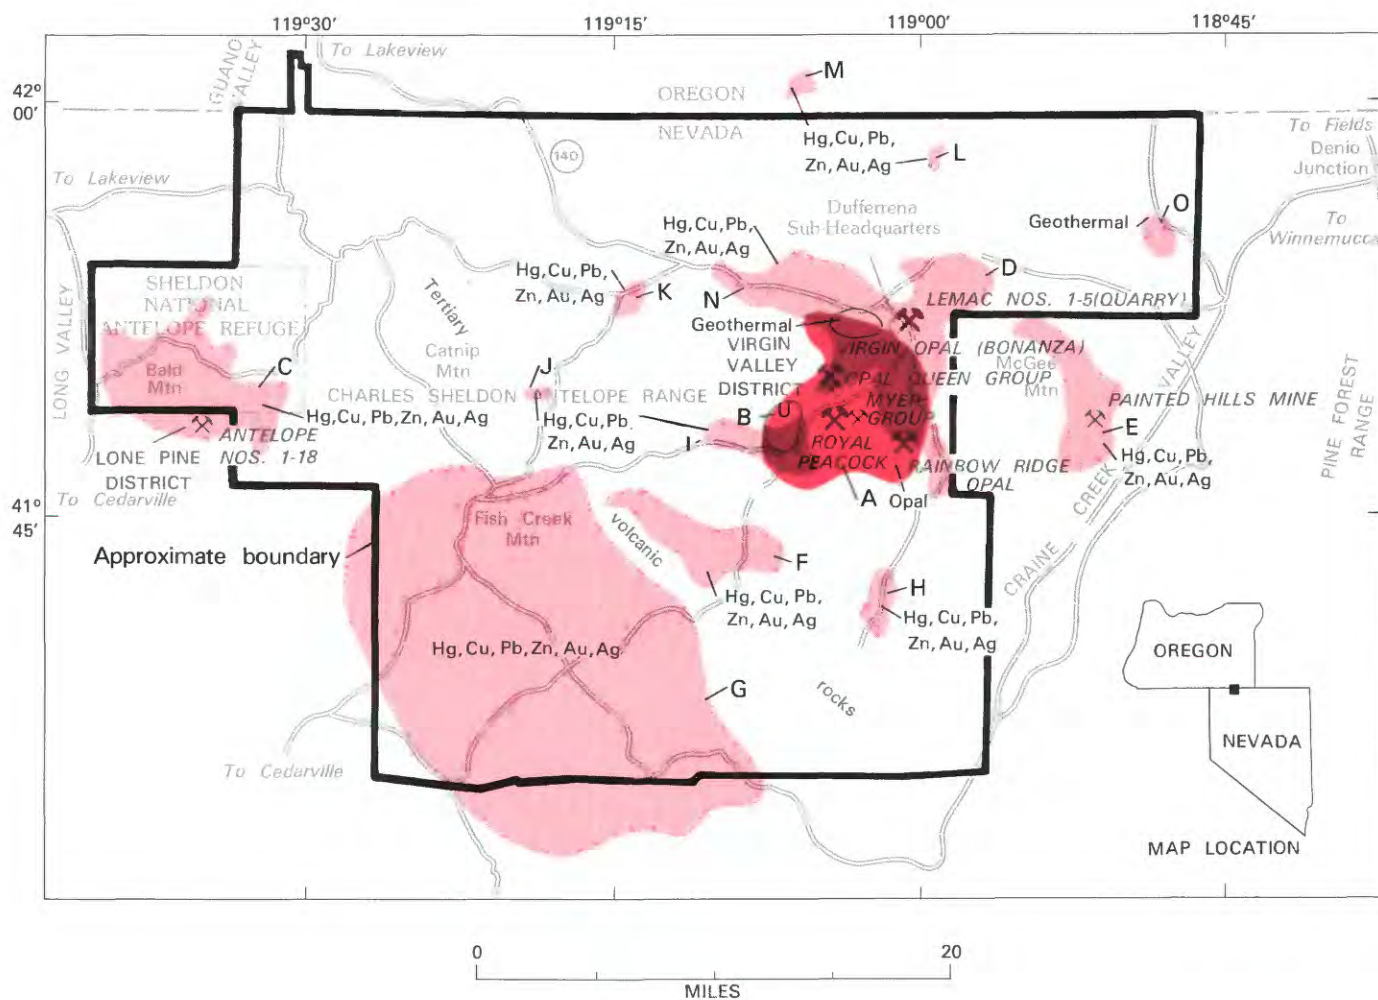 119°30′
119°15′
119°00′
118°45′
42°
00′
41°
45′
GUANO
VALLEY
To Lakeview
M
OREGON
NEVADA
To Fields
Denio
Junction
140
Hg,Cu,Pb,
Zn,Au,Ag
L
To Lakeview
O
Geothermal
To
Winnemucca
Dufferrena
Sub-Headquarters
Hg,Cu,Pb,
Zn,Au,Ag
Hg,Cu,Pb,
Zn,Au,Ag
K
D
N
LEMAC NOS. 1-5(QUARRY)
SHELDON
NATIONAL
ANTELOPE REFUGE
LONG VALLEY
Tertiary
Catnip
Mtn
Geothermal
VIRGIN
VALLEY
DISTRICT
VIRGIN OPAL (BONANZA)
McGee
Mtn
OPAL QUEEN GROUP
C
Bald
Mtn
J
CHARLES SHELDON ANTELOPE RANGE
MYER
GROUP
PAINTED HILLS MINE
VALLEY
CREEK
CRAINE
PINE FOREST
RANGE
B
U
Hg,Cu,Pb,Zn,Au,Ag
Hg,Cu,Pb,
Zn,Au,Ag
I
ROYAL
PEACOCK
E
Hg,Cu,Pb,
Zn,Au,Ag
ANTELOPE
NOS. 1-18
LONE PINE
DISTRICT
RAINBOW RIDGE
OPAL
A
Opal
To Cedarville
Fish Creek
Mtn
volcanic
Approximate boundary
F
Hg,Cu,Pb,
Zn,Au,Ag
H
Hg,Cu,Pb,
Zn,Au,Ag
Hg,Cu,Pb,Zn,Au,Ag
G
rocks
To Cedarville
OREGON
NEVADA
MAP LOCATION
0
20
MILES